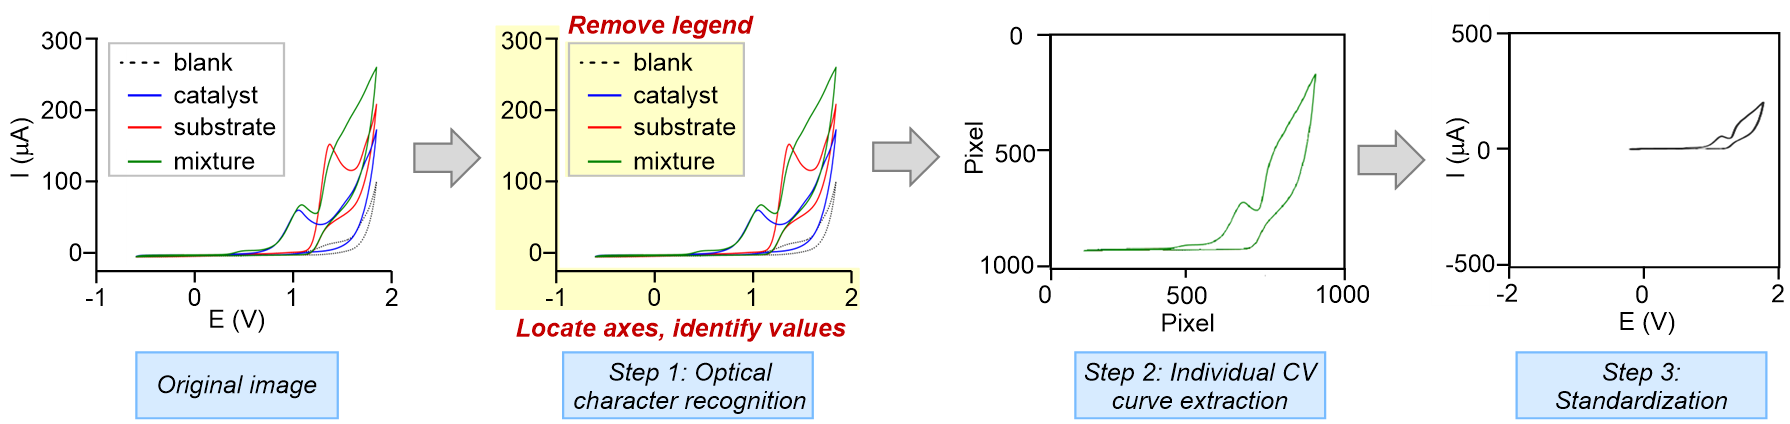 300
200
100
0
I (μA)
blank
catalyst
substrate
mixture
-1
0
1
2
E (V)
Original image
Remove legend
300
200
100
0
blank
catalyst
substrate
mixture
-1
0
1
2
Locate axes, identify values
Step 1: Optical
character recognition
0
500
1000
Pixel
0
500
1000
Pixel
Step 2: Individual CV
curve extraction
500
0
-500
I (μA)
-2
0
2
E (V)
Step 3:
Standardization